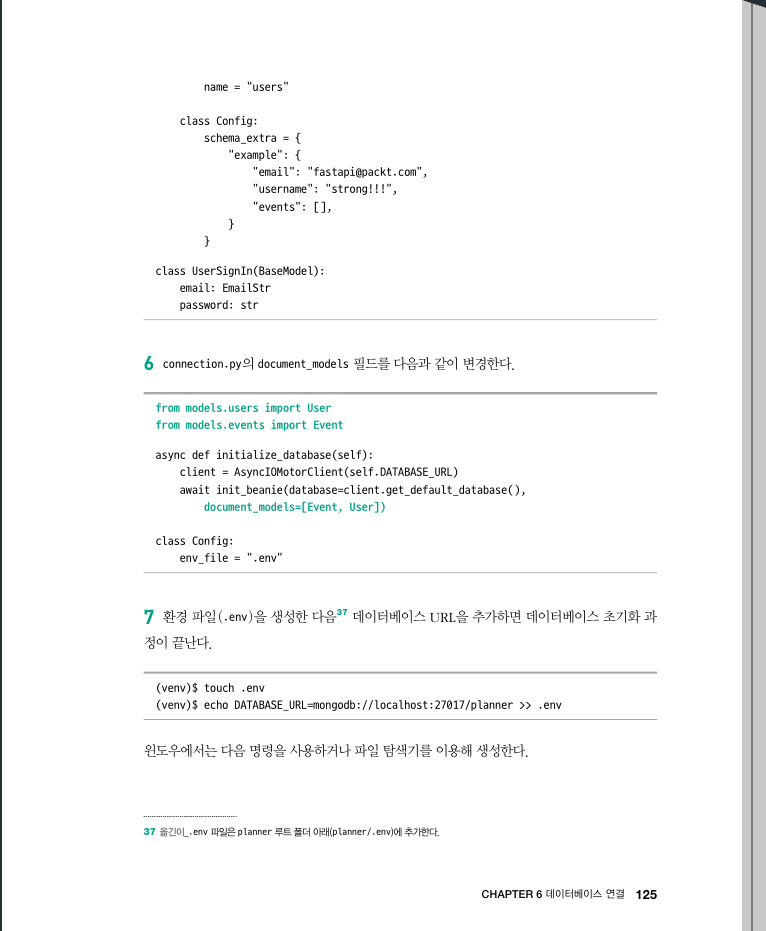 name = "users"
class Config:
schema_extra = {
"example": {
"email": "fastapi@packt.com",
"username": "strong!!!",
"events": [],
}
}
class UserSignIn(BaseModel):
email: EmailStr
password: str
6 connection.py의 document_models 필드를 다음과 같이 변경한다.
from models.users import User
from models.events import Event
async def initialize_database(self):
client = AsyncIOMotorClient(self.DATABASE_URL)
await init_beanie(database=client.get_default_database(),
document_models=[Event, User])
class Config:
env_file = ".env"
7 환경 파일(.env)을 생성한 다음37 데이터베이스 URL을 추가하면 데이터베이스 초기화 과
정이 끝난다.
(venv)$ touch .env
(venv)$ echo DATABASE_URL=mongodb://localhost:27017/planner >> .env
윈도우에서는 다음 명령을 사용하거나 파일 탐색기를 이용해 생성한다.
37 옮긴이_.env 파일은 planner 루트 폴더 아래(planner/.env)에 추가한다.
CHAPTER 6 데이터베이스 연결 125